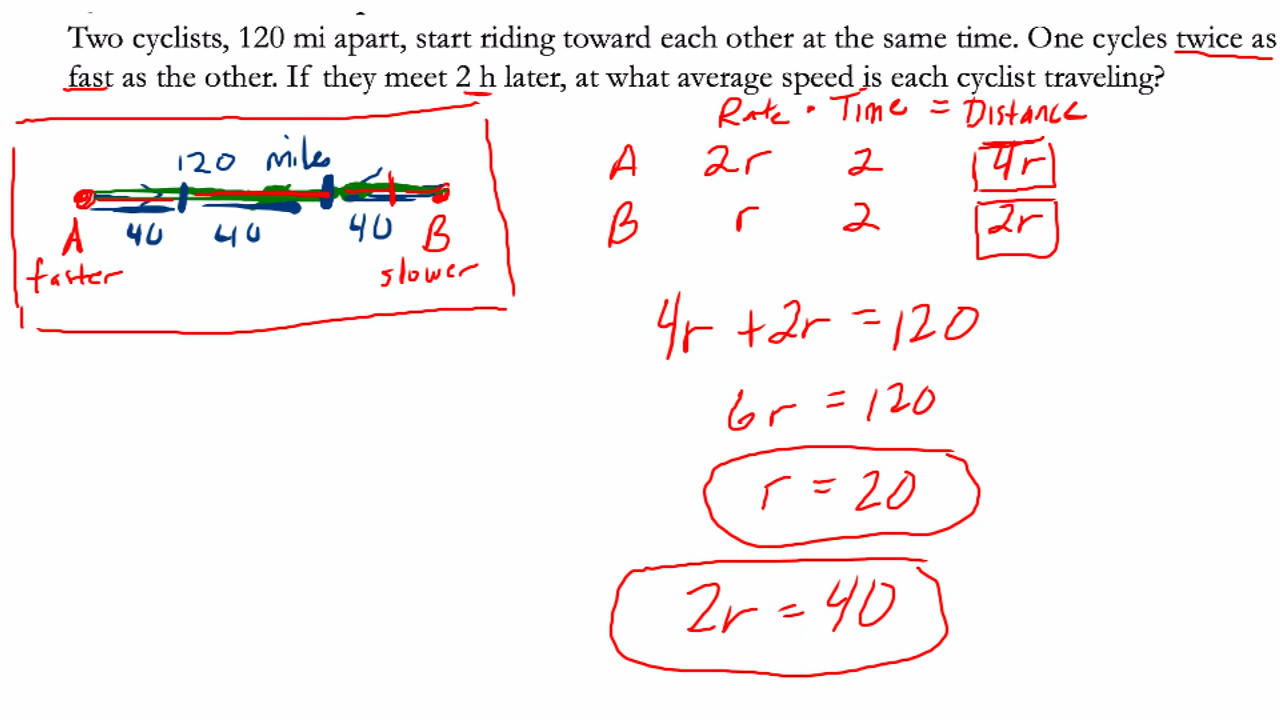 Two cyclists, 120 mi apart, start riding toward each other at the same time. One cycles twice as
fast as the other. If they meet 2 h later, at what average speed is each cyclist traveling?
Rate · Time = Distance
A 2r 2 4r
B r 2 2r
120 miles
40 40 40
A B
faster slower
4r + 2r = 120
6r = 120
r = 20
2r = 40